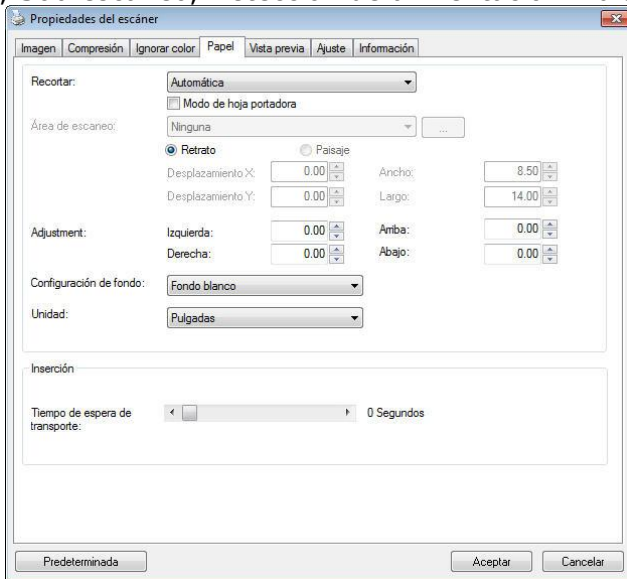 Propiedades del escáner
Imagen Compresión Ignorar color Papel Vista previa Ajuste Información
Recortar: Automática
Modo de hoja portadora
Área de escaneo: Ninguna ...
Retrato Paisaje
Desplazamiento X: 0.00 Ancho: 8.50
Desplazamiento Y: 0.00 Largo: 14.00
Adjustment: Izquierda: 0.00 Arriba: 0.00
Derecha: 0.00 Abajo: 0.00
Configuración de fondo: Fondo blanco
Unidad: Pulgadas
Inserción
Tiempo de espera de
transporte: 0 Segundos
Predeterminada Aceptar Cancelar